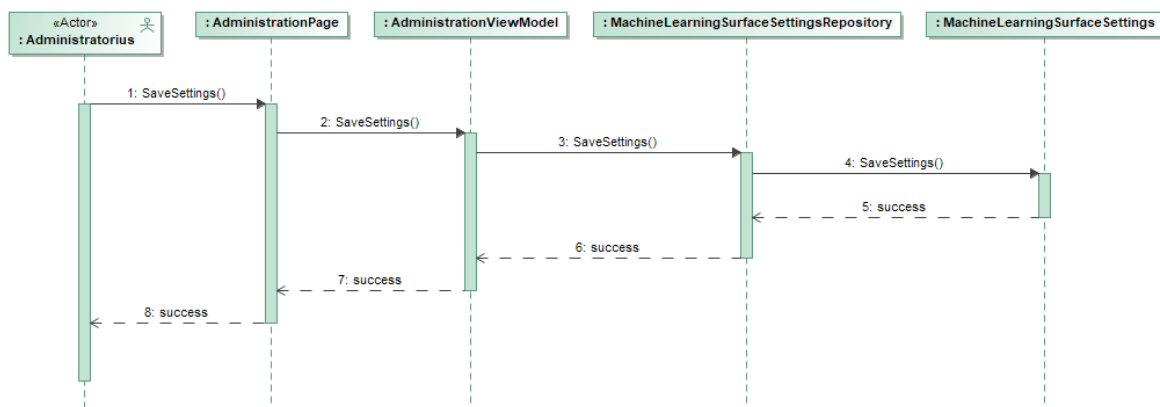 «Actor»
: Administratorius
: AdministrationPage
: AdministrationViewModel
: MachineLearningSurfaceSettingsRepository
: MachineLearningSurfaceSettings
1: SaveSettings()
2: SaveSettings()
3: SaveSettings()
4: SaveSettings()
5: success
6: success
7: success
8: success